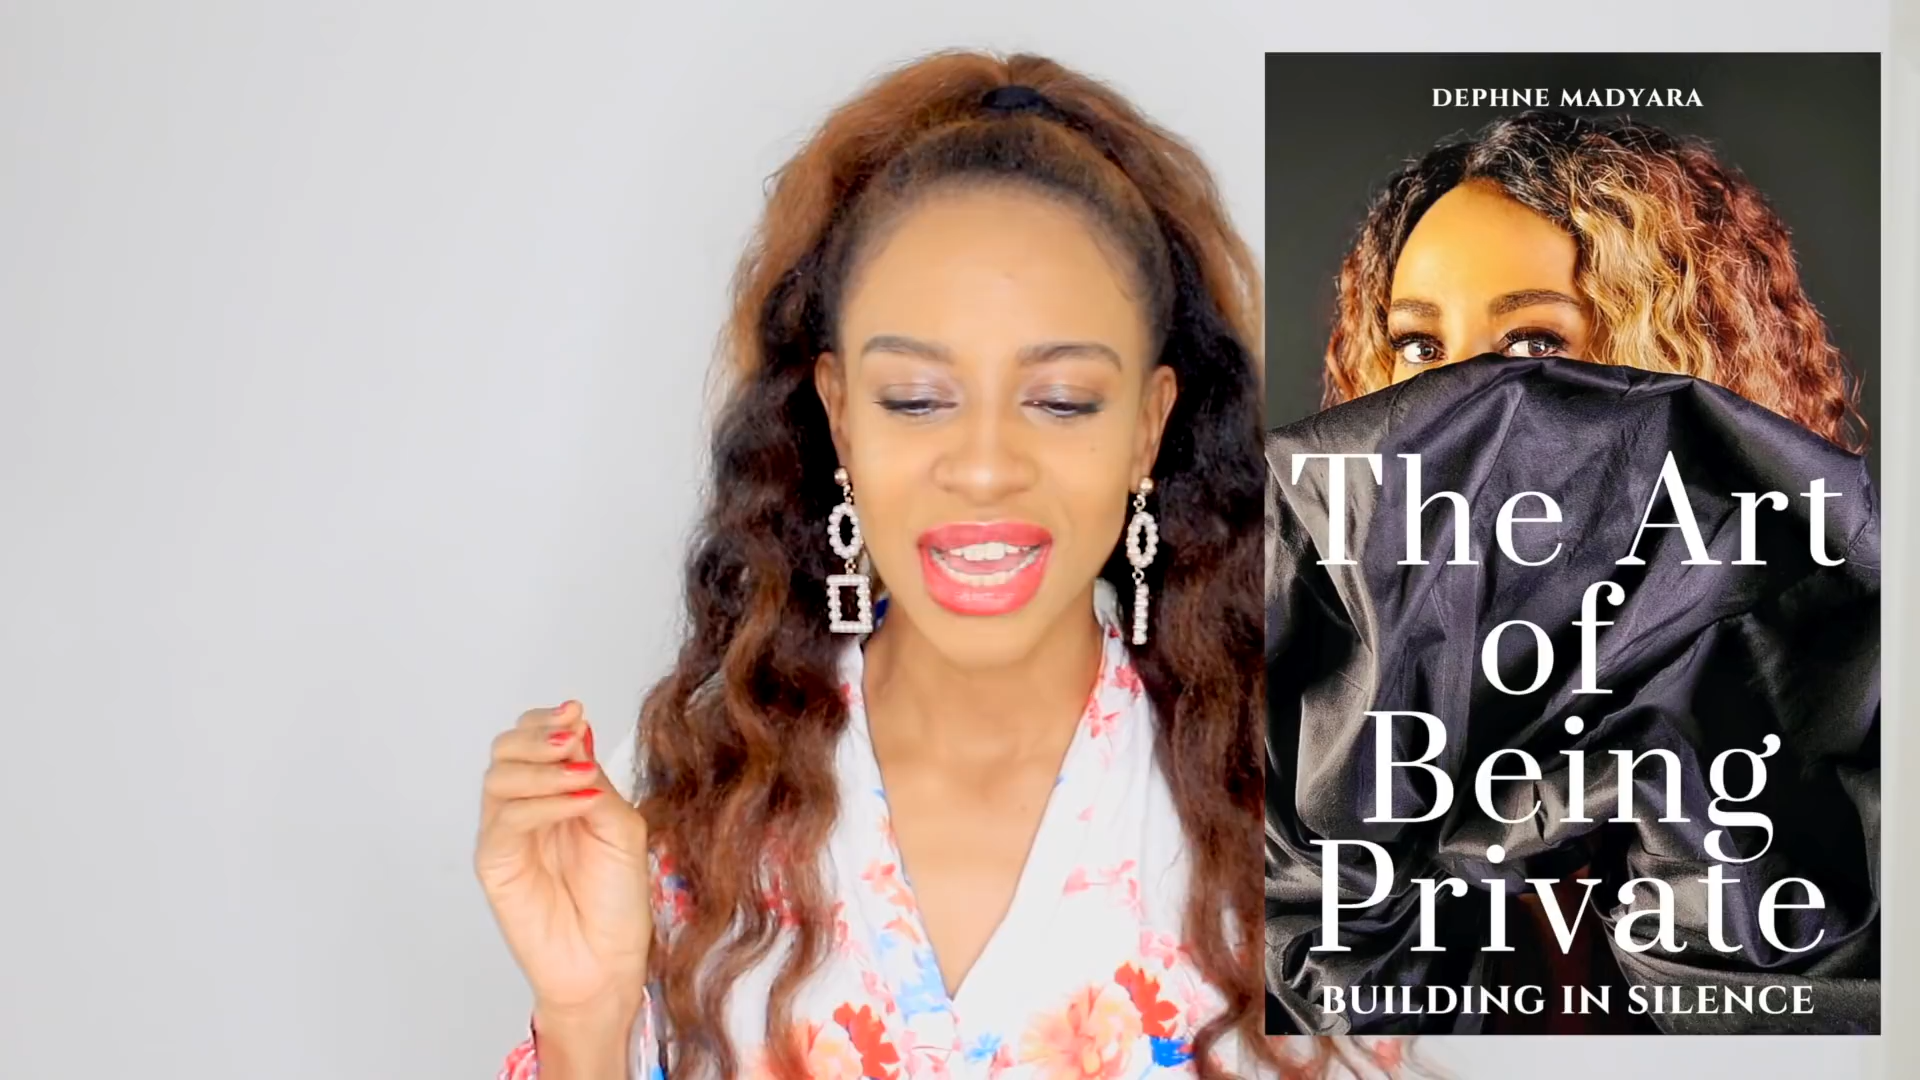 DEPHNE MADYARA
The Art
of
Being
Private
BUILDING IN SILENCE